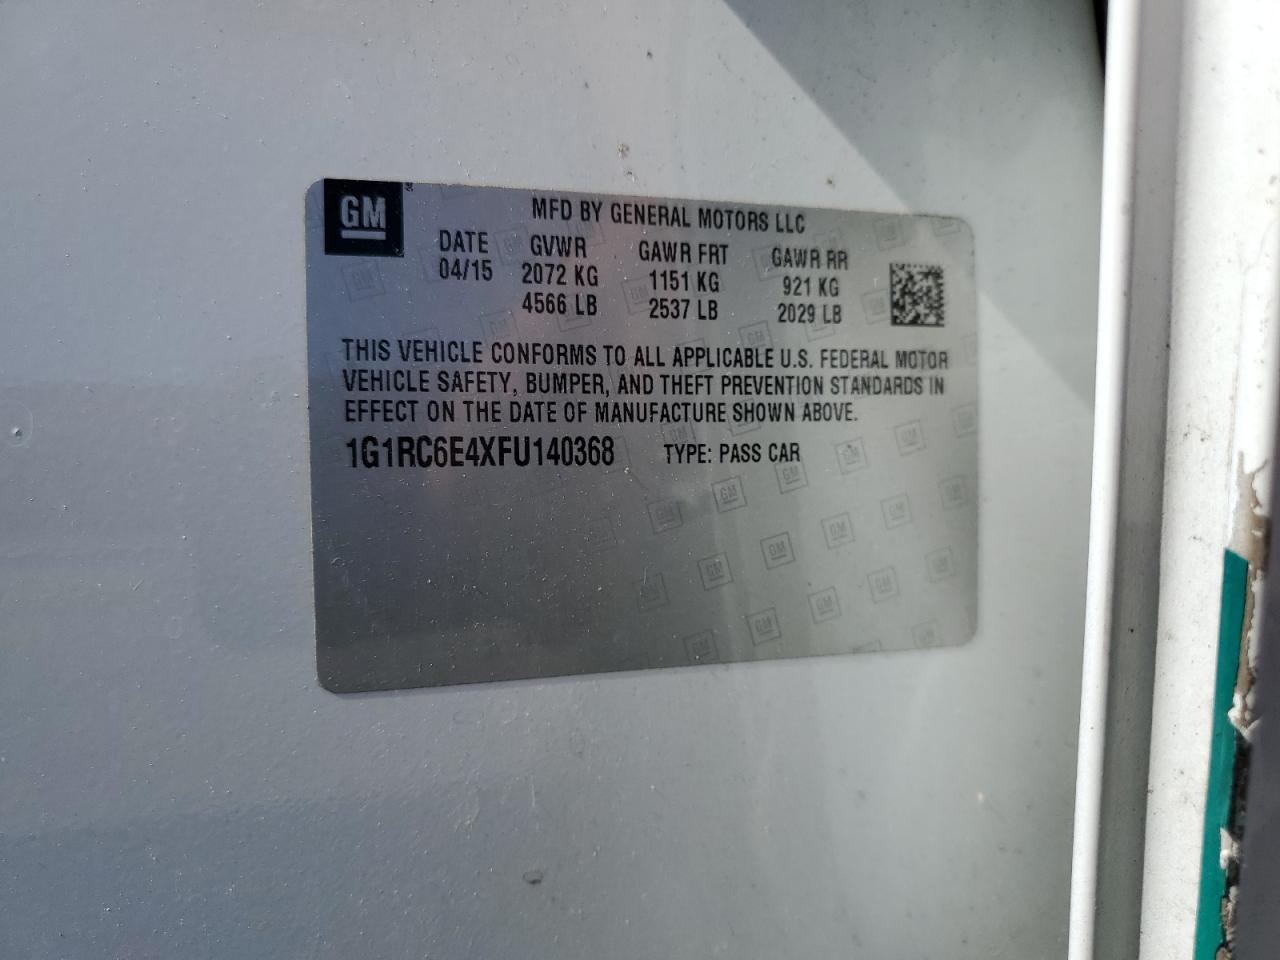 GM
MFD BY GENERAL MOTORS LLC
DATE GVWR GAWR FRT GAWR RR
04/15 2072 KG 1151 KG 921 KG
4566 LB 2537 LB 2029 LB
THIS VEHICLE CONFORMS TO ALL APPLICABLE U.S. FEDERAL MOTOR
VEHICLE SAFETY, BUMPER, AND THEFT PREVENTION STANDARDS IN
EFFECT ON THE DATE OF MANUFACTURE SHOWN ABOVE.
1G1RC6E4XFU140368 TYPE: PASS CAR